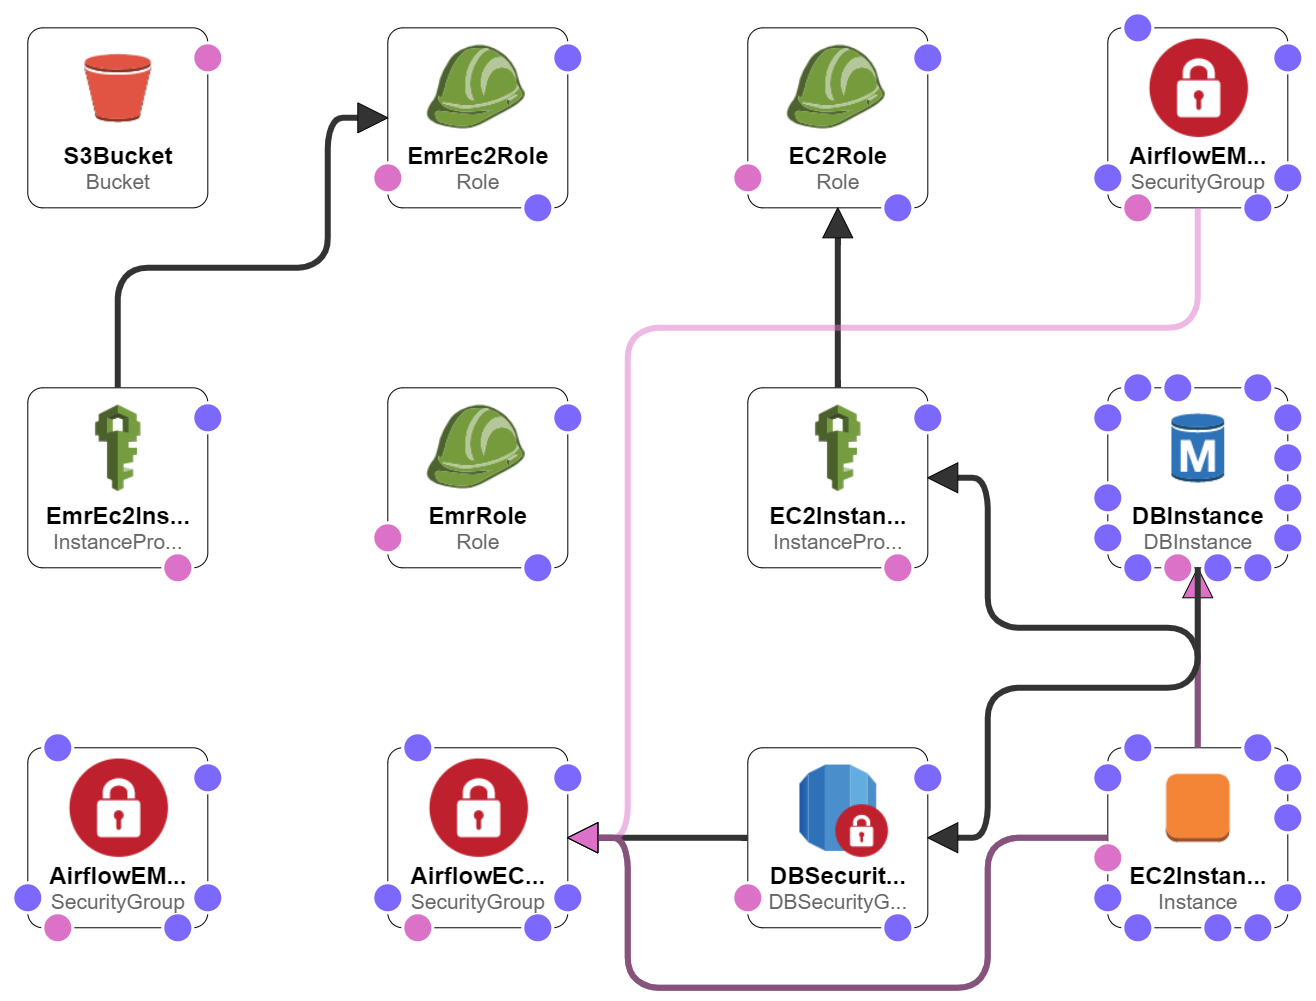 S3Bucket
Bucket
EmrEc2Role
Role
EC2Role
Role
AirflowEM...
SecurityGroup
EmrEc2Ins...
InstancePro...
EmrRole
Role
EC2Instan...
InstancePro...
M
DBInstance
DBInstance
AirflowEM...
SecurityGroup
AirflowEC...
SecurityGroup
DBSecurit...
DBSecurityG...
EC2Instan...
Instance